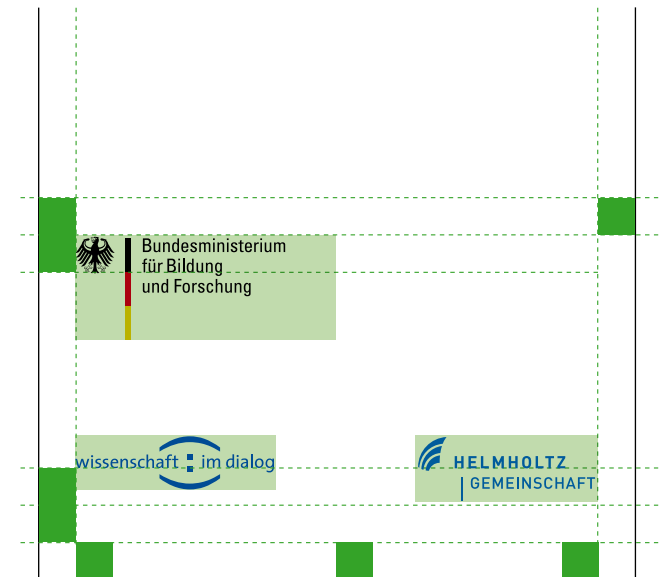 Bundesministerium
für Bildung
und Forschung
wissenschaft : im dialog
HELMHOLTZ
GEMEINSCHAFT